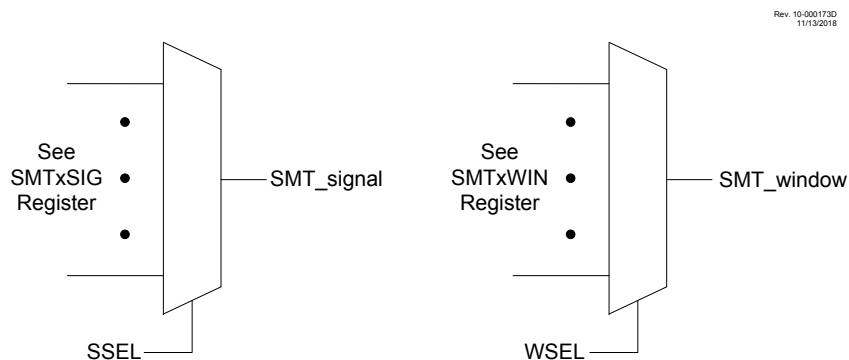 Rev. 10-000173D
11/13/2018
See
SMTxSIG
Register
SMT_signal
SSEL
See
SMTxWIN
Register
SMT_window
WSEL